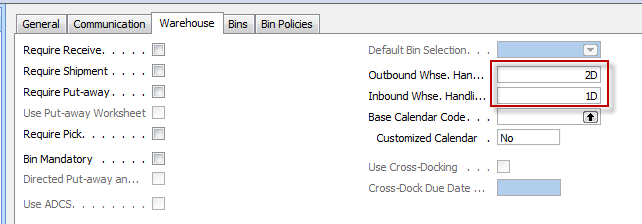 General Communication Warehouse Bins Bin Policies
Require Receive. . . . . .
Require Shipment . . . . .
Require Put-away . . . . .
Use Put-away Worksheet
Require Pick. . . . . . . .
Bin Mandatory . . . . . .
Directed Put-away an...
Use ADCS. . . . . . . . .
Default Bin Selection. . .
Outbound Whse. Han... 2D
Inbound Whse. Handli... 1D
Base Calendar Code. . .
Customized Calendar . No
Use Cross-Docking . . .
Cross-Dock Due Date ...